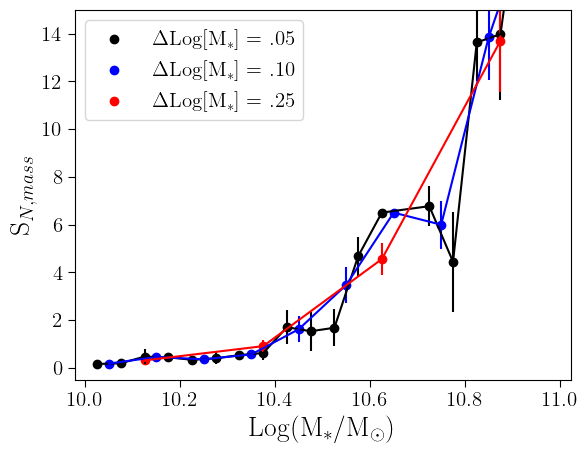 ΔLog[M*] = .05
ΔLog[M*] = .10
ΔLog[M*] = .25
14
12
10
8
6
4
2
0
S_{N,mass}
10.0 10.2 10.4 10.6 10.8 11.0
Log(M*/M⊙)